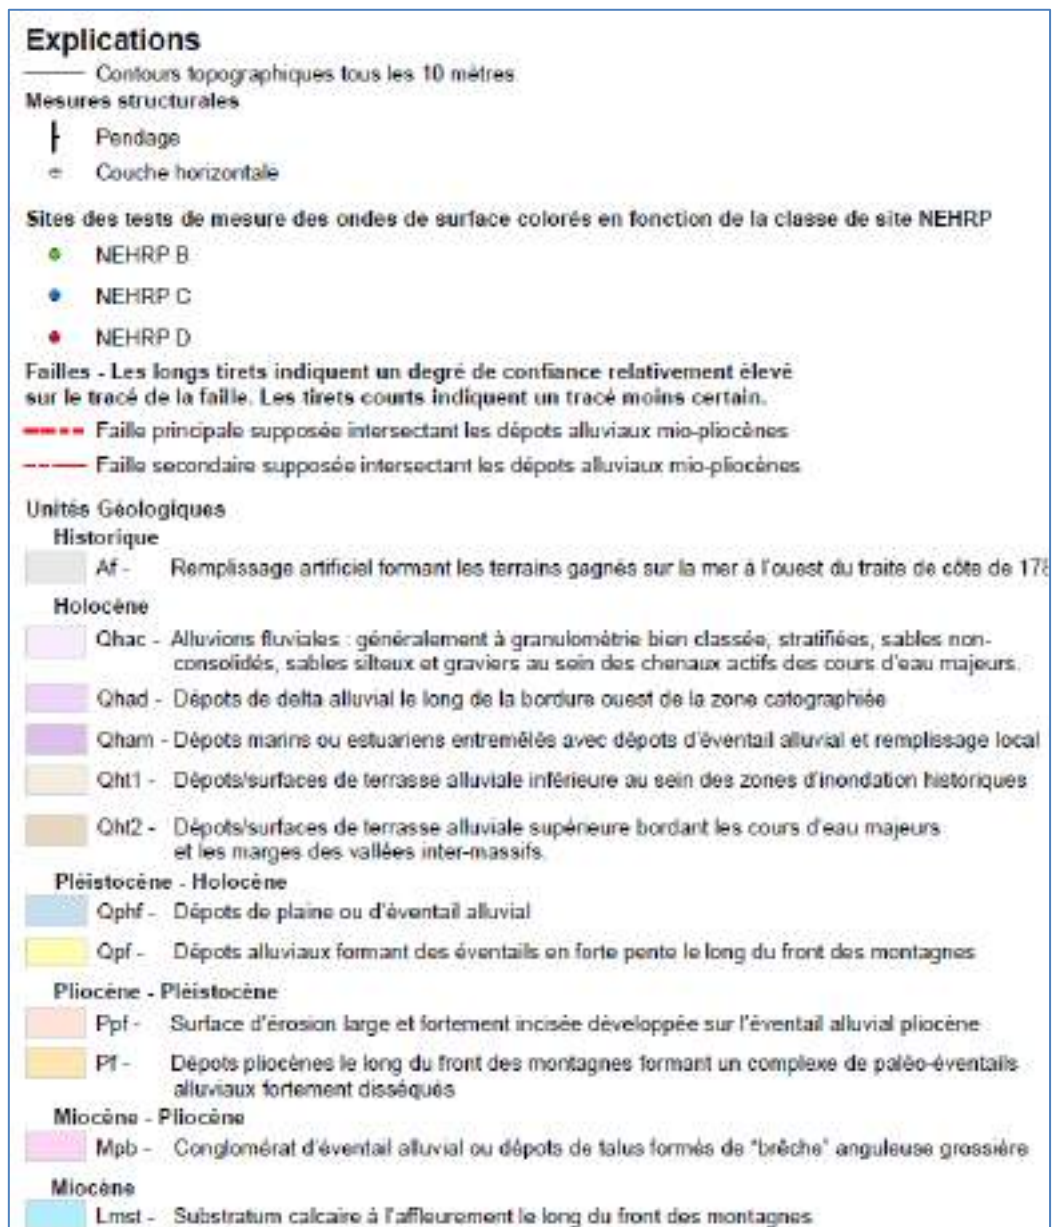 Explications
Contours topographiques tous les 10 mètres
Mesures structurales
Pendage
Couche horizontale
Sites des tests de mesure des ondes de surface colorés en fonction de la classe de site NEHRP
NEHRP B
NEHRP C
NEHRP D
Failles - Les longs tirets indiquent un degré de confiance relativement élevé
sur le tracé de la faille. Les tirets courts indiquent un tracé moins certain.
Faille principale supposée intersectant les dépots alluviaux mio-pliocènes
Faille secondaire supposée intersectant les dépots alluviaux mio-pliocènes
Unités Géologiques
Historique
Af - Remplissage artificiel formant les terrains gagnés sur la mer à l'ouest du traite de côte de 178
Holocène
Qhac - Alluvions fluviales : généralement à granulométrie bien classée, stratifiées, sables non-
consolidés, sables silteux et graviers au sein des chenaux actifs des cours d'eau majeurs.
Qhad - Dépots de delta alluvial le long de la bordure ouest de la zone catographiée
Qham - Dépots marins ou estuariens entremêlés avec dépots d'éventail alluvial et remplissage local
Qht1 - Dépots/surfaces de terrasse alluviale inférieure au sein des zones d'inondation historiques
Qht2 - Dépots/surfaces de terrasse alluviale supérieure bordant les cours d'eau majeurs
et les marges des vallées inter-massifs.
Pléistocène - Holocène
Qphf - Dépots de plaine ou d'éventail alluvial
Qpf - Dépots alluviaux formant des éventails en forte pente le long du front des montagnes
Pliocène - Pléistocène
Ppf - Surface d'érosion large et fortement incisée développée sur l'éventail alluvial pliocène
Pf - Dépots pliocènes le long du front des montagnes formant un complexe de paléo-éventails
alluviaux fortement disséqués
Miocène - Pliocène
Mpb - Conglomérat d'éventail alluvial ou dépots de talus formés de "brêche" anguleuse grossière
Miocène
Lmst - Substratum calcaire à l'affleurement le long du front des montagnes